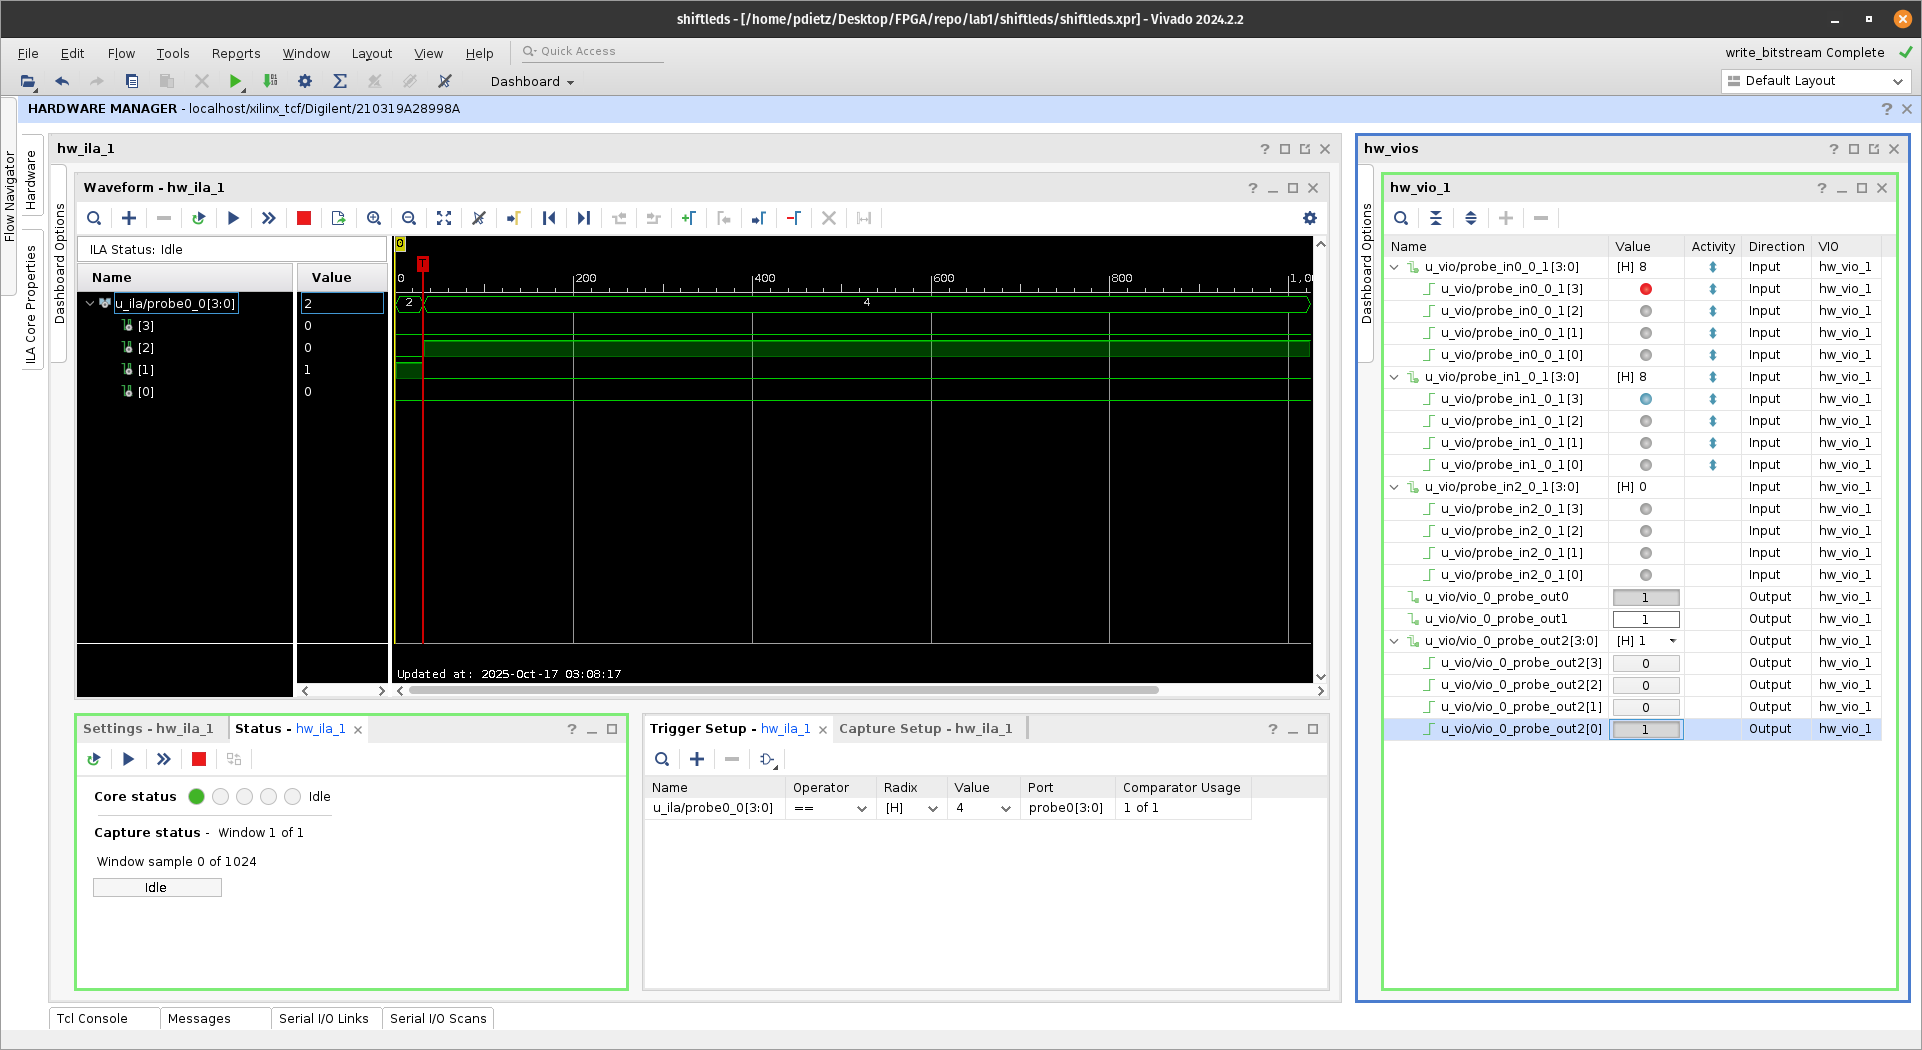 shiftleds - [/home/pdietz/Desktop/FPGA/repo/lab1/shiftleds/shiftleds.xpr] - Vivado 2024.2.2
File Edit Flow Tools Reports Window Layout View Help Quick Access
write_bitstream Complete
Dashboard
Default Layout
HARDWARE MANAGER - localhost/xilinx_tcf/Digilent/210319A28998A
Flow Navigator
Hardware
ILA Core Properties
hw_ila_1
Dashboard Options
Waveform - hw_ila_1
ILA Status: Idle
Name Value
u_ila/probe0_0[3:0] 2
[3] 0
[2] 0
[1] 1
[0] 0
0
T
0 200 400 600 800 1,0
2 4
Updated at: 2025-Oct-17 03:08:17
Settings - hw_ila_1 Status - hw_ila_1
Core status Idle
Capture status - Window 1 of 1
Window sample 0 of 1024
Idle
Trigger Setup - hw_ila_1 Capture Setup - hw_ila_1
Name Operator Radix Value Port Comparator Usage
u_ila/probe0_0[3:0] == [H] 4 probe0[3:0] 1 of 1
hw_vios
Dashboard Options
hw_vio_1
Name Value Activity Direction VIO
u_vio/probe_in0_0_1[3:0] [H] 8 Input hw_vio_1
u_vio/probe_in0_0_1[3] Input hw_vio_1
u_vio/probe_in0_0_1[2] Input hw_vio_1
u_vio/probe_in0_0_1[1] Input hw_vio_1
u_vio/probe_in0_0_1[0] Input hw_vio_1
u_vio/probe_in1_0_1[3:0] [H] 8 Input hw_vio_1
u_vio/probe_in1_0_1[3] Input hw_vio_1
u_vio/probe_in1_0_1[2] Input hw_vio_1
u_vio/probe_in1_0_1[1] Input hw_vio_1
u_vio/probe_in1_0_1[0] Input hw_vio_1
u_vio/probe_in2_0_1[3:0] [H] 0 Input hw_vio_1
u_vio/probe_in2_0_1[3] Input hw_vio_1
u_vio/probe_in2_0_1[2] Input hw_vio_1
u_vio/probe_in2_0_1[1] Input hw_vio_1
u_vio/probe_in2_0_1[0] Input hw_vio_1
u_vio/vio_0_probe_out0 1 Output hw_vio_1
u_vio/vio_0_probe_out1 1 Output hw_vio_1
u_vio/vio_0_probe_out2[3:0] [H] 1 Output hw_vio_1
u_vio/vio_0_probe_out2[3] 0 Output hw_vio_1
u_vio/vio_0_probe_out2[2] 0 Output hw_vio_1
u_vio/vio_0_probe_out2[1] 0 Output hw_vio_1
u_vio/vio_0_probe_out2[0] 1 Output hw_vio_1
Tcl Console Messages Serial I/O Links Serial I/O Scans